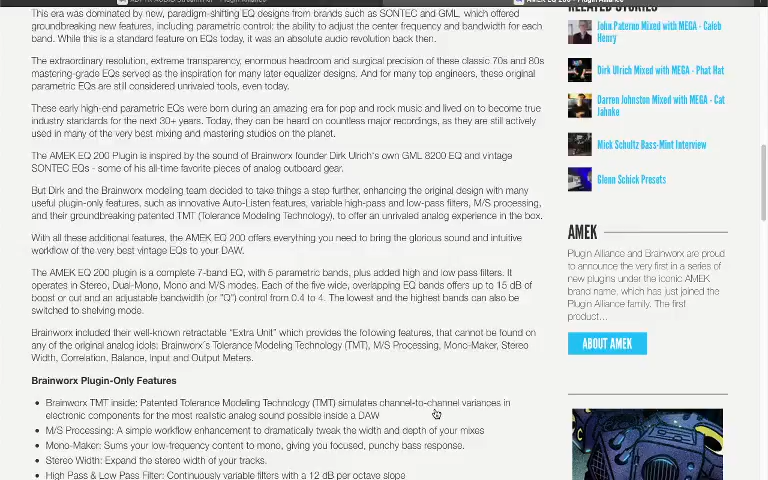 This era was dominated by new, paradigm-shifting EQ designs from brands such as SONTEC and GML, which offered
groundbreaking new features, including parametric control: the ability to adjust the center frequency and bandwidth for each
band. While this is a standard feature on EQs today, it was an absolute audio revolution back then.
The extraordinary resolution, extreme transparency, enormous headroom and surgical precision of these classic 70s and 80s
mastering-grade EQs served as the inspiration for many later equalizer designs. And for many top engineers, these original
parametric EQs are still considered unrivaled tools, even today.
These early high-end parametric EQs were born during an amazing era for pop and rock music and lived on to become true
industry standards for the next 30+ years. Today, they can be heard on countless major recordings, as they are still actively
used in many of the very best mixing and mastering studios on the planet.
The AMEK EQ 200 Plugin is inspired by the sound of Brainworx founder Dirk Ulrich's own GML 8200 EQ and vintage
SONTEC EQs - some of his all-time favorite pieces of analog outboard gear.
But Dirk and the Brainworx modeling team decided to take things a step further, enhancing the original design with many
useful plugin-only features, such as innovative Auto-Listen features, variable high-pass and low-pass filters, M/S processing,
and their groundbreaking patented TMT (Tolerance Modeling Technology), to offer an unrivaled analog experience in the box.
With all these additional features, the AMEK EQ 200 offers everything you need to bring the glorious sound and intuitive
workflow of the very best vintage EQs to your DAW.
The AMEK EQ 200 plugin is a complete 7-band EQ, with 5 parametric bands, plus added high and low pass filters. It
operates in Stereo, Dual-Mono, Mono and M/S modes. Each of the five wide, overlapping EQ bands offers up to 15 dB of
boost or cut and an adjustable bandwidth (or "Q") control from 0.4 to 4. The lowest and the highest bands can also be
switched to shelving mode.
Brainworx included their well-known retractable "Extra Unit" which provides the following features, that cannot be found on
any of the original analog idols: Brainworx´s Tolerance Modeling Technology (TMT), M/S Processing, Mono-Maker, Stereo
Width, Correlation, Balance, Input and Output Meters.
Brainworx Plugin-Only Features
• Brainworx TMT inside: Patented Tolerance Modeling Technology (TMT) simulates channel-to-channel variances in
electronic components for the most realistic analog sound possible inside a DAW
• M/S Processing: A simple workflow enhancement to dramatically tweak the width and depth of your mixes
• Mono-Maker: Sums your low-frequency content to mono, giving you focused, punchy bass response.
• Stereo Width: Expand the stereo width of your tracks.
• High Pass & Low Pass Filter: Continuously variable filters with a 12 dB per octave slope
RELATED STORIES
John Paterno Mixed with MEGA - Caleb
Henry
Dirk Ulrich Mixed with MEGA - Phat Hat
Darren Johnston Mixed with MEGA - Cat
Jahnke
Mick Schultz Bass-Mint Interview
Glenn Schick Presets
AMEK
Plugin Alliance and Brainworx are proud
to announce the very first in a series of
new plugins under the iconic AMEK
brand name, which has just joined the
Plugin Alliance family. The first
product...
ABOUT AMEK